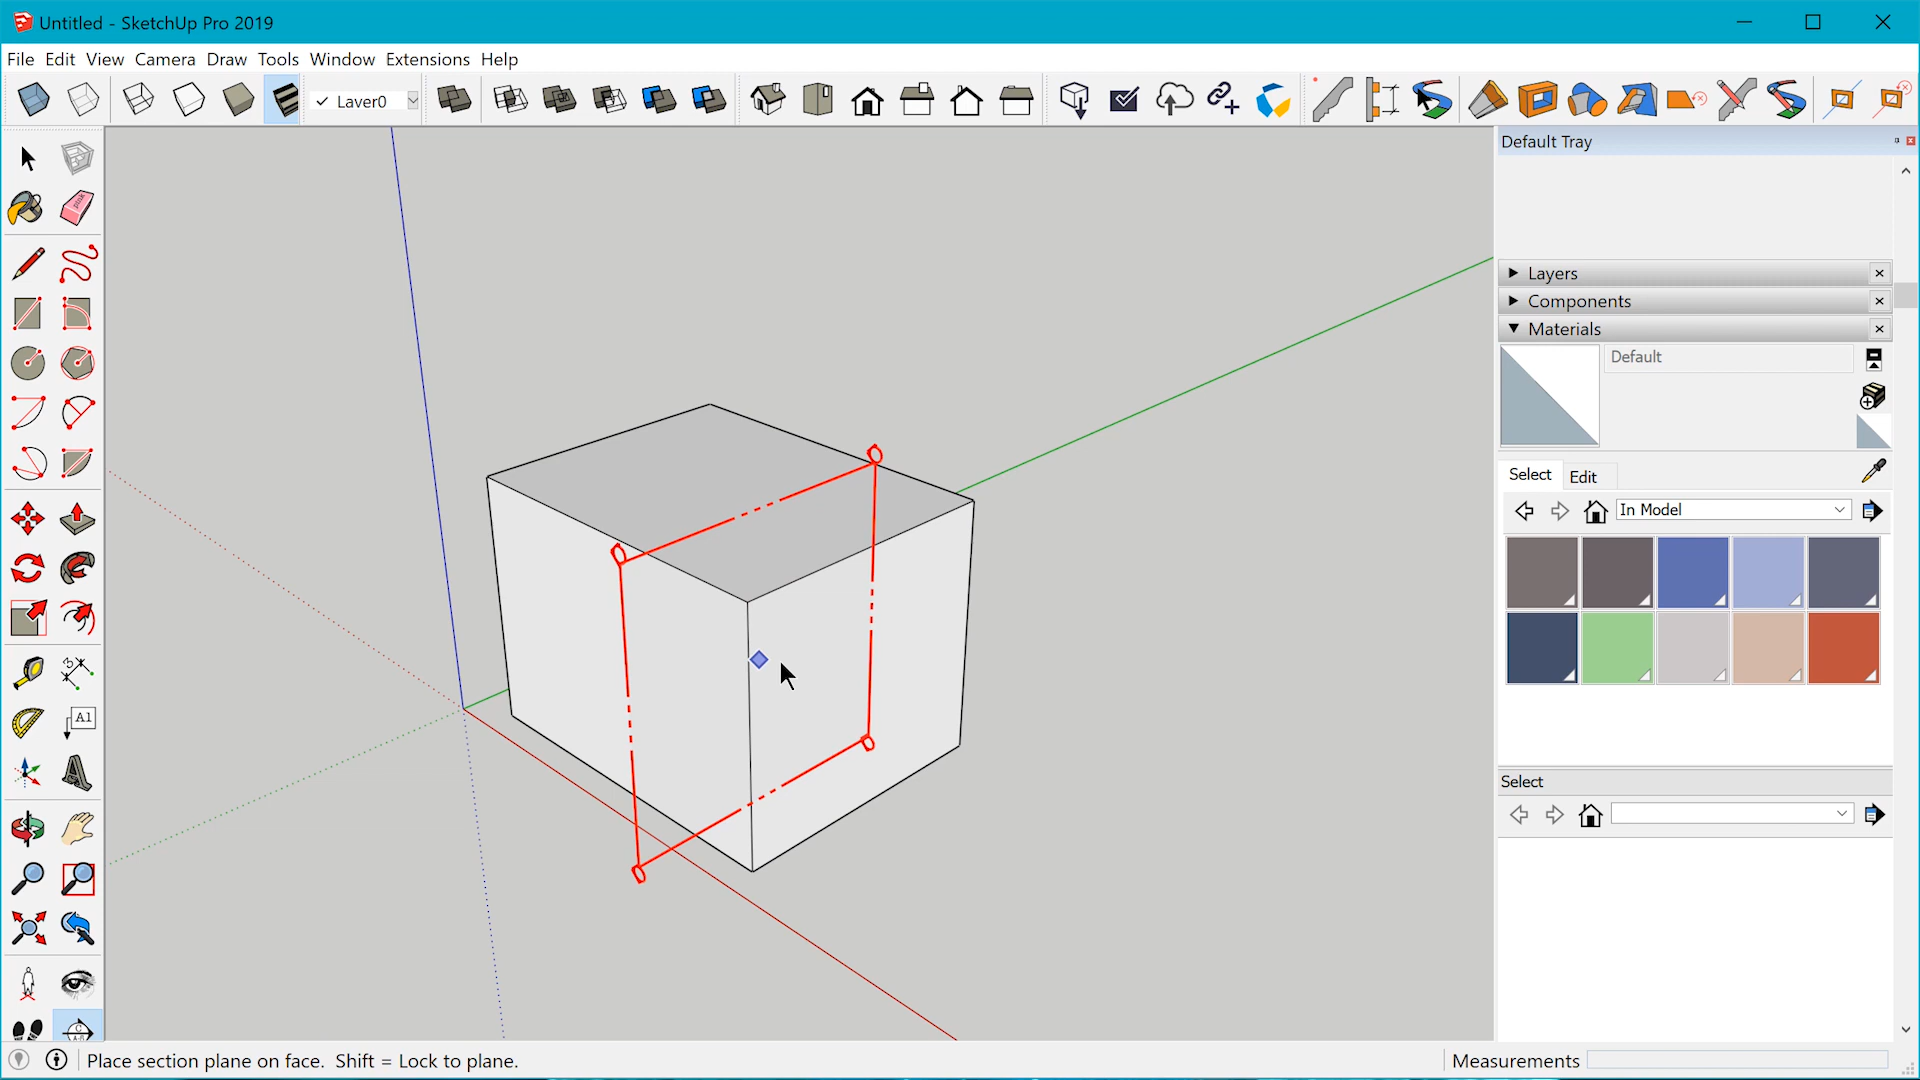 Untitled - SketchUp Pro 2019
File Edit View Camera Draw Tools Window Extensions Help
Layer0
Default Tray
Layers
Components
Materials
Default
Select Edit
In Model
Select
A1
Place section plane on face. Shift = Lock to plane.
Measurements